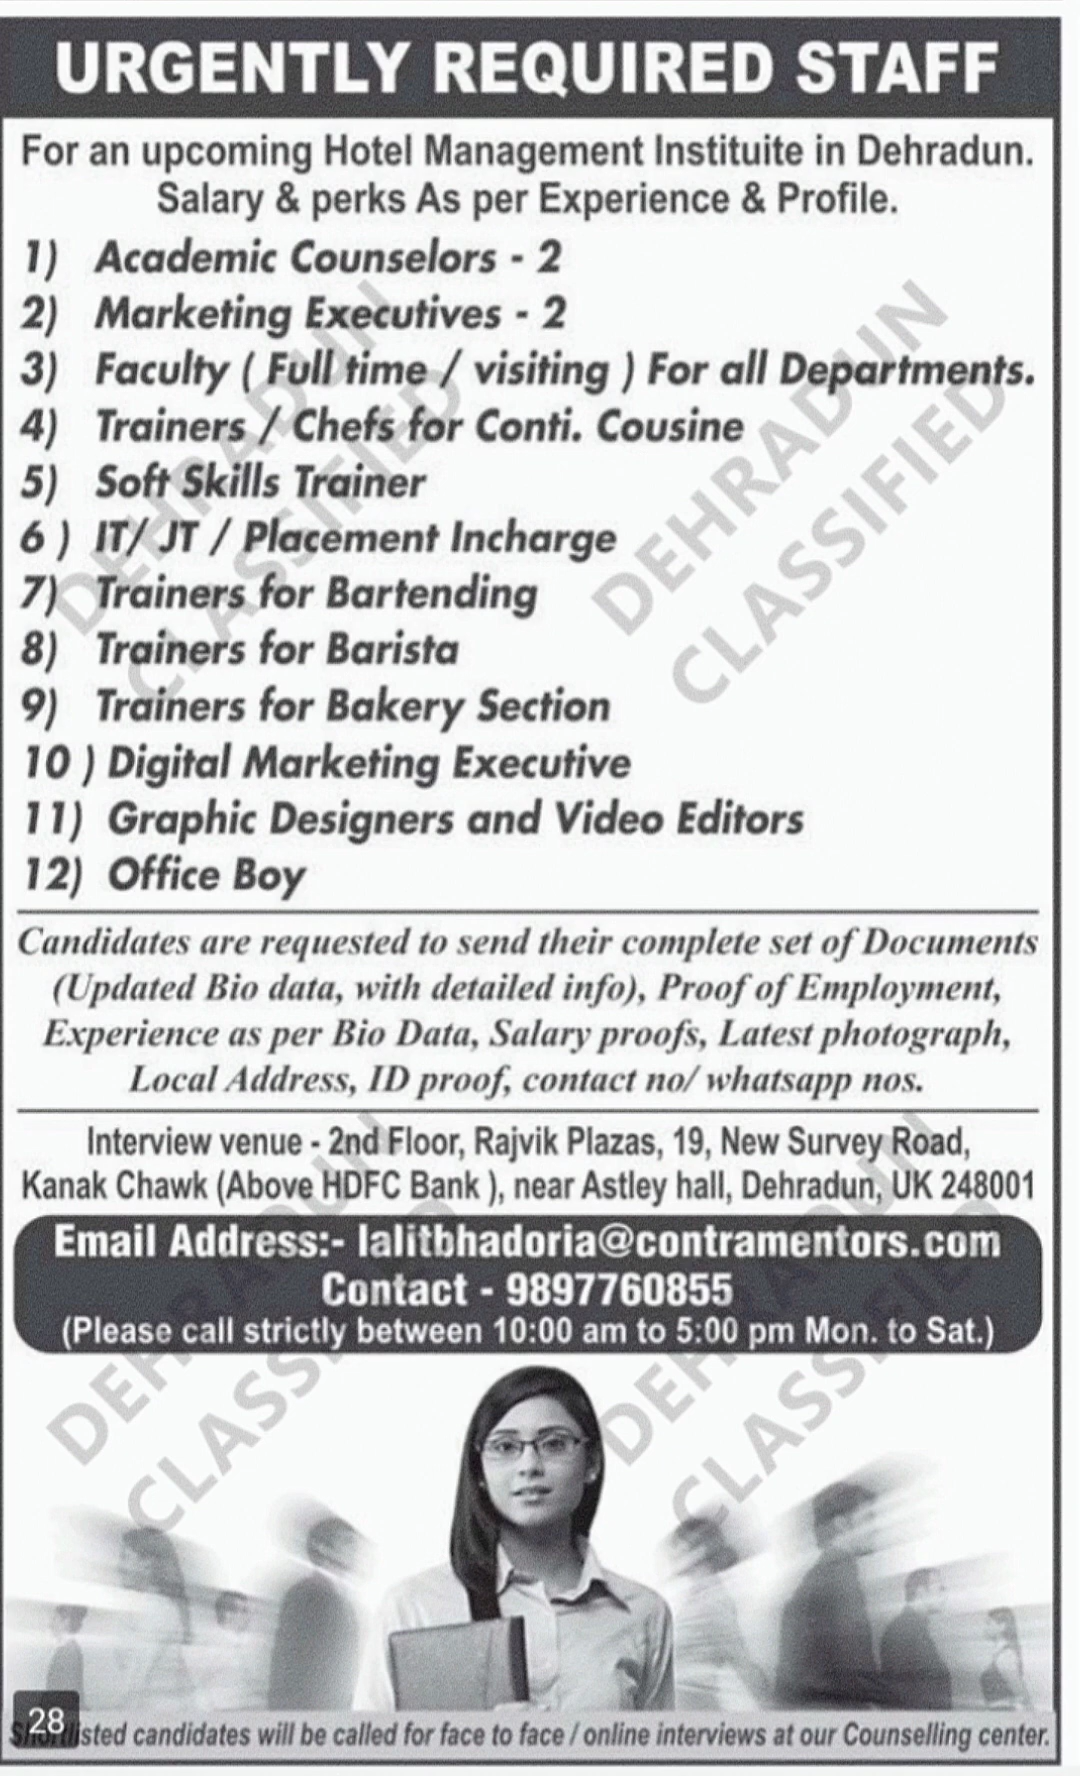 URGENTLY REQUIRED STAFF
For an upcoming Hotel Management Instituite in Dehradun.
Salary & perks As per Experience & Profile.
1) Academic Counselors - 2
2) Marketing Executives - 2
3) Faculty ( Full time / visiting ) For all Departments.
4) Trainers / Chefs for Conti. Cousine
5) Soft Skills Trainer
6 ) IT/ JT / Placement Incharge
7) Trainers for Bartending
8) Trainers for Barista
9) Trainers for Bakery Section
10 ) Digital Marketing Executive
11) Graphic Designers and Video Editors
12) Office Boy
DEHRADUN
CLASSIFIED
DEHRADUN
CLASSIFIED
Candidates are requested to send their complete set of Documents
(Updated Bio data, with detailed info), Proof of Employment,
Experience as per Bio Data, Salary proofs, Latest photograph,
Local Address, ID proof, contact no/ whatsapp nos.
Interview venue - 2nd Floor, Rajvik Plazas, 19, New Survey Road,
Kanak Chawk (Above HDFC Bank ), near Astley hall, Dehradun, UK 248001
Email Address:- lalitbhadoria@contramentors.com
Contact - 9897760855
(Please call strictly between 10:00 am to 5:00 pm Mon. to Sat.)
DEHRADUN
CLASSIFIED
DEHRADUN
CLASSIFIED
28
Shortlisted candidates will be called for face to face / online interviews at our Counselling center.